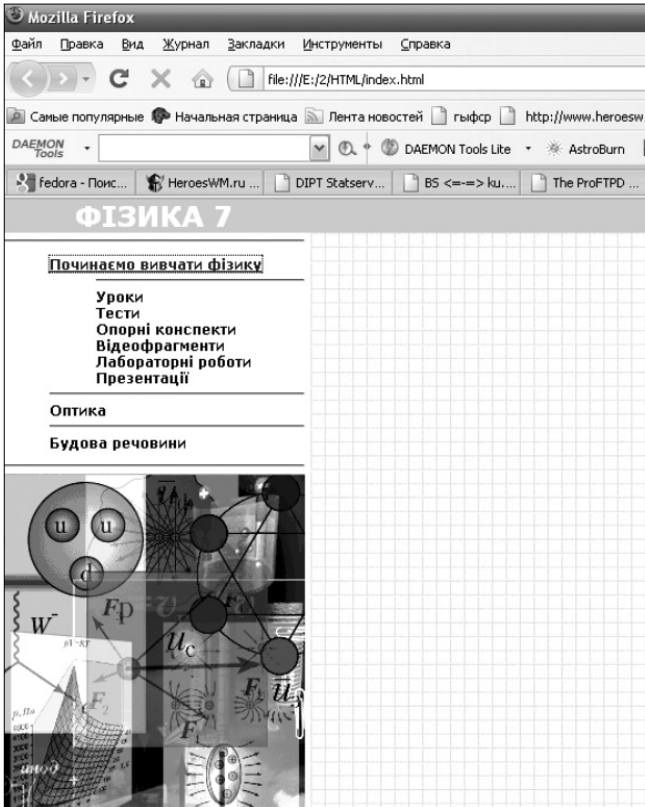 Mozilla Firefox
Файл Правка Вид Журнал Закладки Инструменты Справка
file:///E:/2/HTML/index.html
Самые популярные Начальная страница Лента новостей гыфср http://www.heroesw
DAEMON Tools DAEMON Tools Lite AstroBurn
fedora - Поис... HeroesWM.ru ... DIPT Statserv... BS <=-=> ku.... The ProFTPD ...
ФІЗИКА 7
Починаємо вивчати фізику
Уроки
Тести
Опорні конспекти
Відеофрагменти
Лабораторні роботи
Презентації
Оптика
Будова речовини
u u
d
W⁻
p
u
F₂
F₁